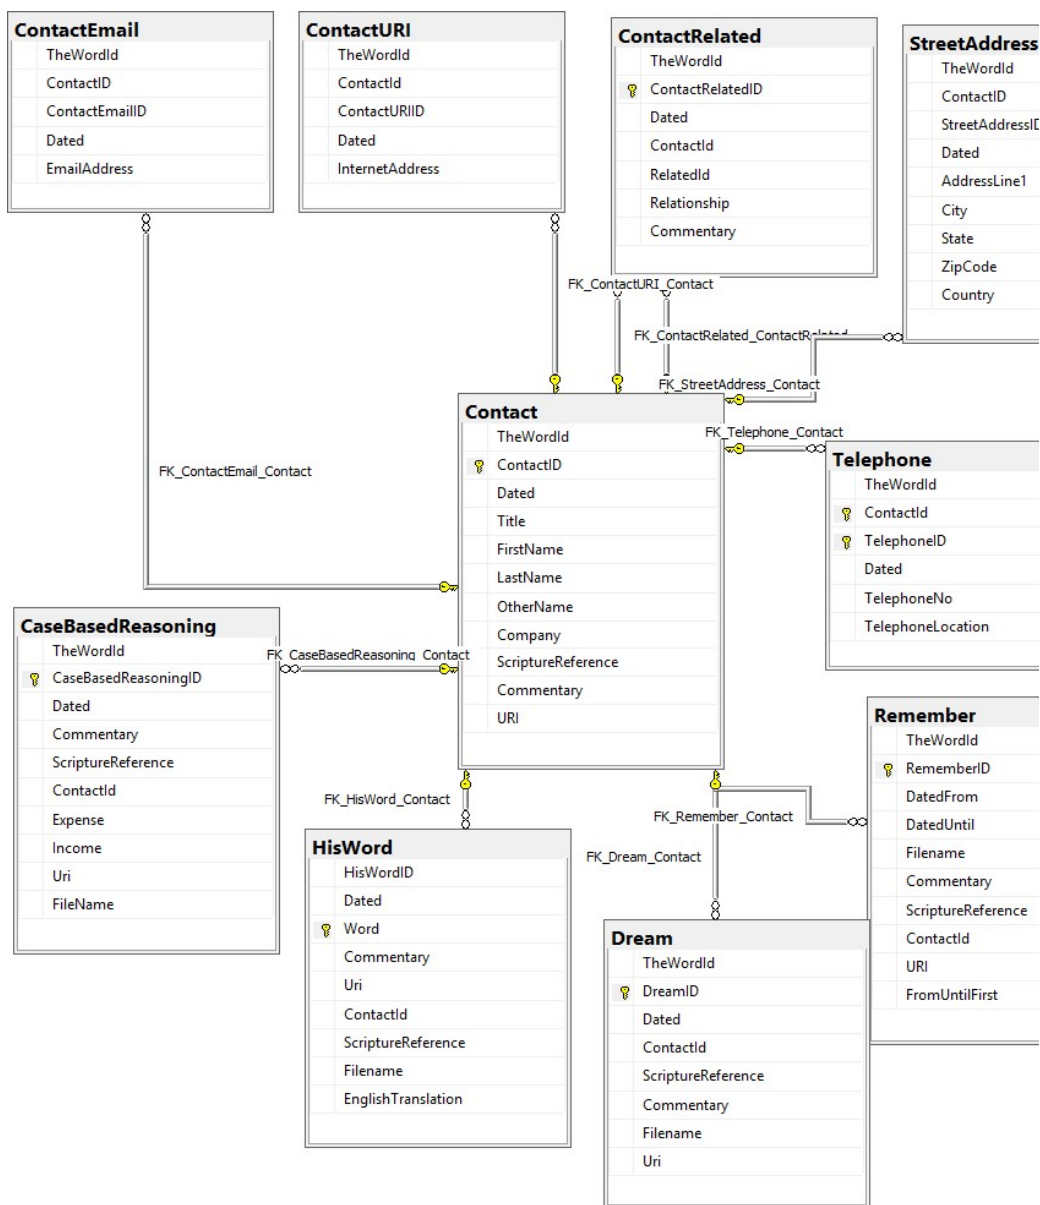 ContactEmail
TheWordId
ContactID
ContactEmailID
Dated
EmailAddress
ContactURI
TheWordId
ContactId
ContactURIID
Dated
InternetAddress
ContactRelated
TheWordId
ContactRelatedID
Dated
ContactId
RelatedId
Relationship
Commentary
StreetAddress
TheWordId
ContactID
StreetAddressID
Dated
AddressLine1
City
State
ZipCode
Country
FK_ContactURI_Contact
FK_ContactRelated_ContactRelated
FK_StreetAddress_Contact
FK_Telephone_Contact
FK_ContactEmail_Contact
Contact
TheWordId
ContactID
Dated
Title
FirstName
LastName
OtherName
Company
ScriptureReference
Commentary
URI
Telephone
TheWordId
ContactId
TelephoneID
Dated
TelephoneNo
TelephoneLocation
CaseBasedReasoning
TheWordId
CaseBasedReasoningID
Dated
Commentary
ScriptureReference
ContactId
Expense
Income
Uri
FileName
FK_CaseBasedReasoning_Contact
FK_HisWord_Contact
FK_Remember_Contact
FK_Dream_Contact
Remember
TheWordId
RememberID
DatedFrom
DatedUntil
Filename
Commentary
ScriptureReference
ContactId
URI
FromUntilFirst
HisWord
HisWordID
Dated
Word
Commentary
Uri
ContactId
ScriptureReference
Filename
EnglishTranslation
Dream
TheWordId
DreamID
Dated
ContactId
ScriptureReference
Commentary
Filename
Uri